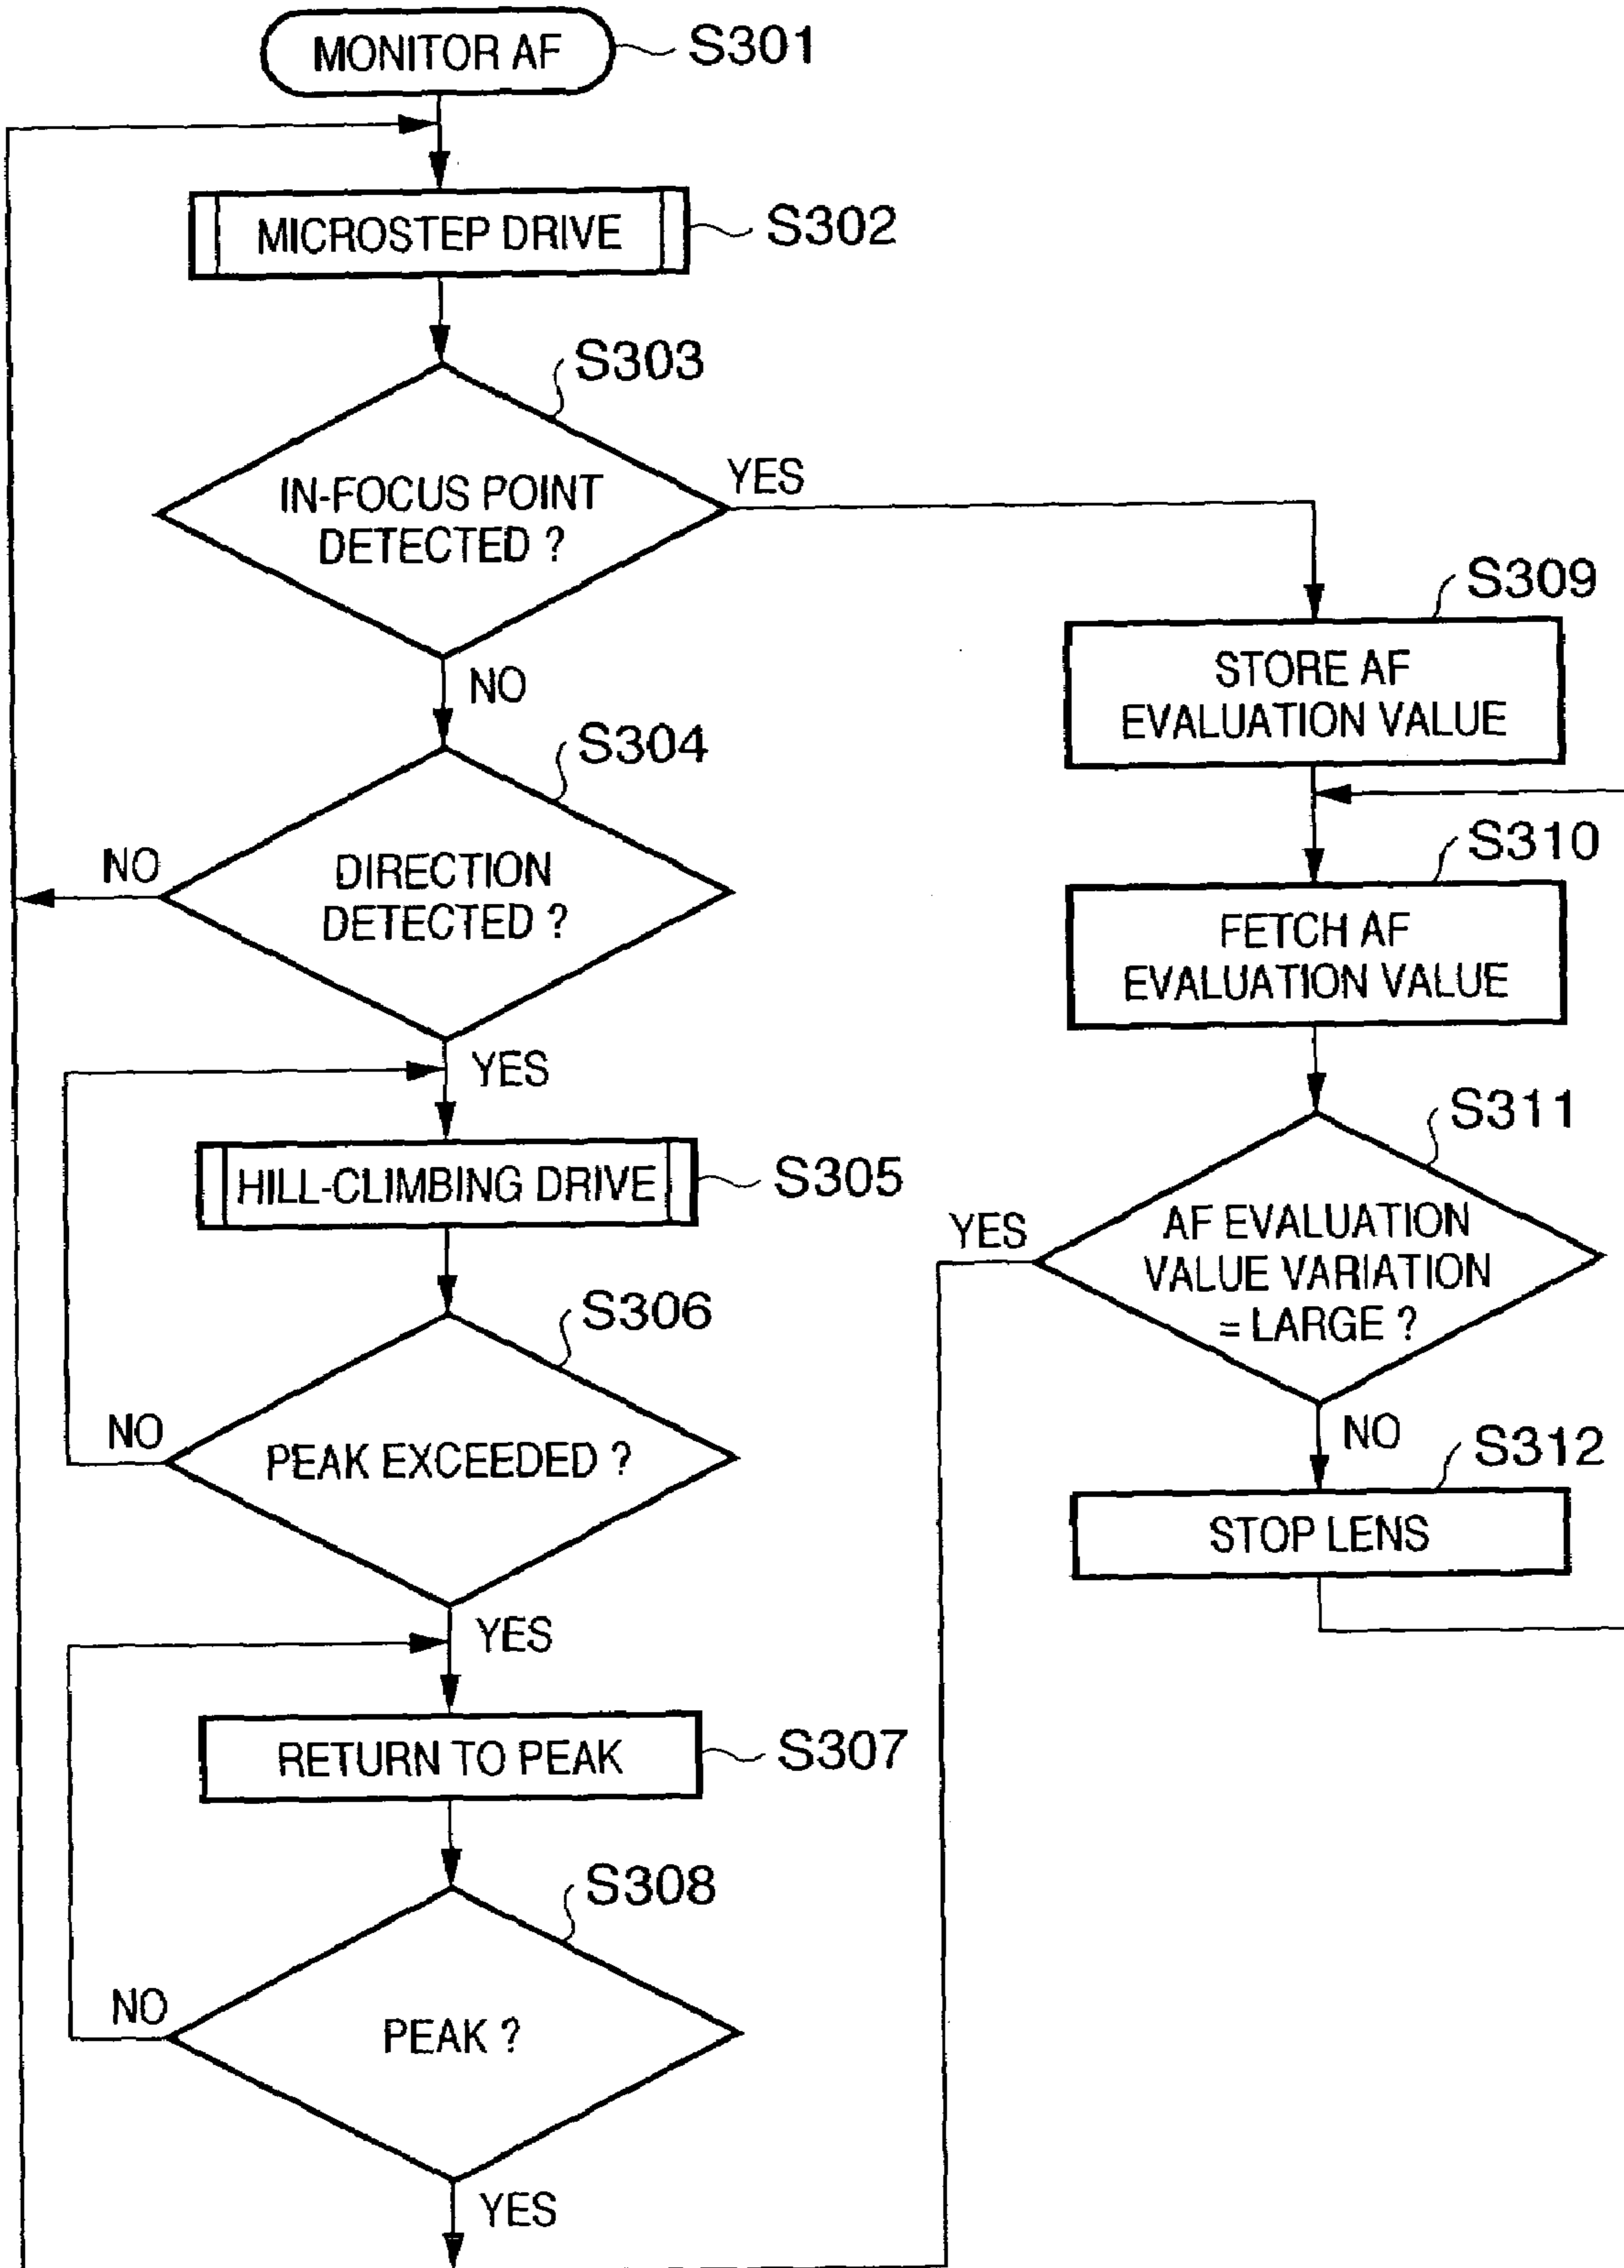 MONITOR AF
S301
MICROSTEP DRIVE
S302
S303
IN-FOCUS POINT
DETECTED ?
YES
NO
S304
DIRECTION
DETECTED ?
NO
YES
HILL-CLIMBING DRIVE
S305
S306
PEAK EXCEEDED ?
NO
YES
RETURN TO PEAK
S307
S308
PEAK ?
NO
YES
S309
STORE AF
EVALUATION VALUE
S310
FETCH AF
EVALUATION VALUE
S311
AF EVALUATION
VALUE VARIATION
= LARGE ?
YES
NO
S312
STOP LENS